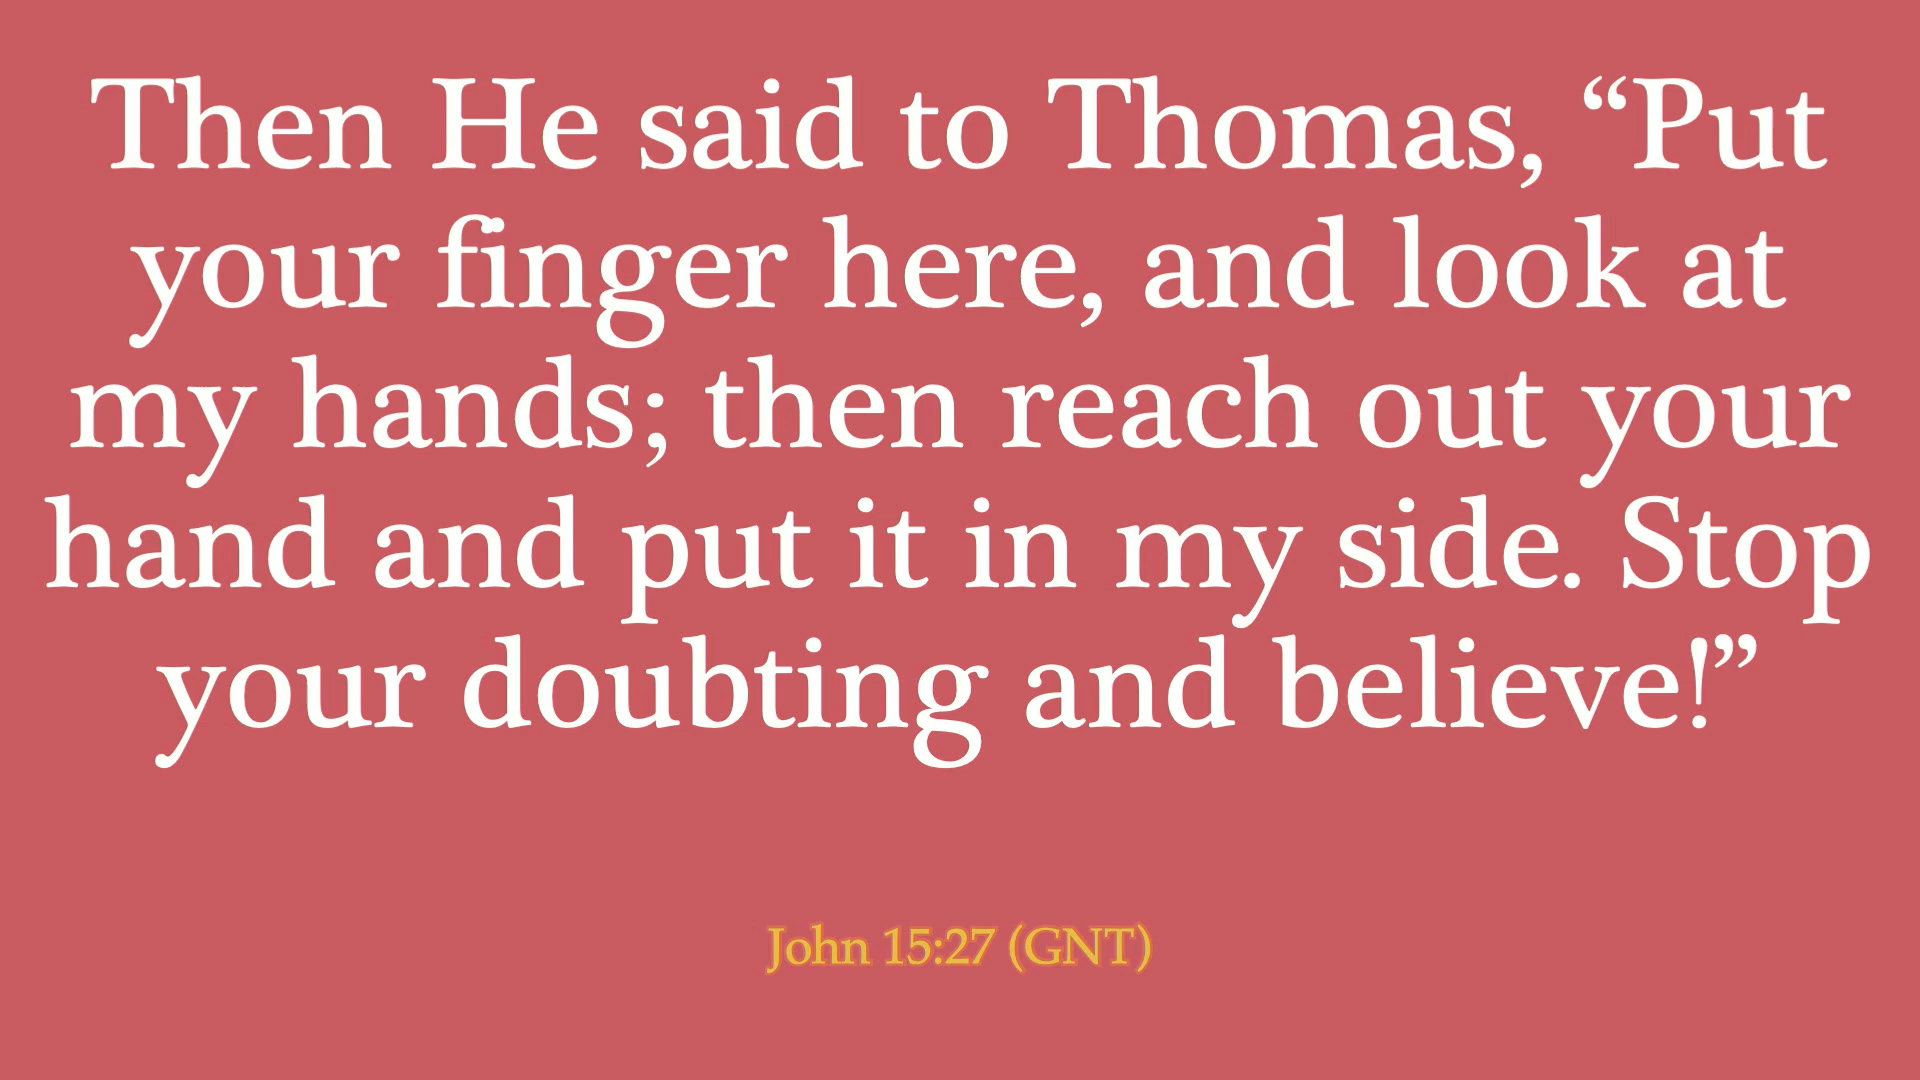 Then He said to Thomas, “Put
your finger here, and look at
my hands; then reach out your
hand and put it in my side. Stop
your doubting and believe!”
John 15:27 (GNT)